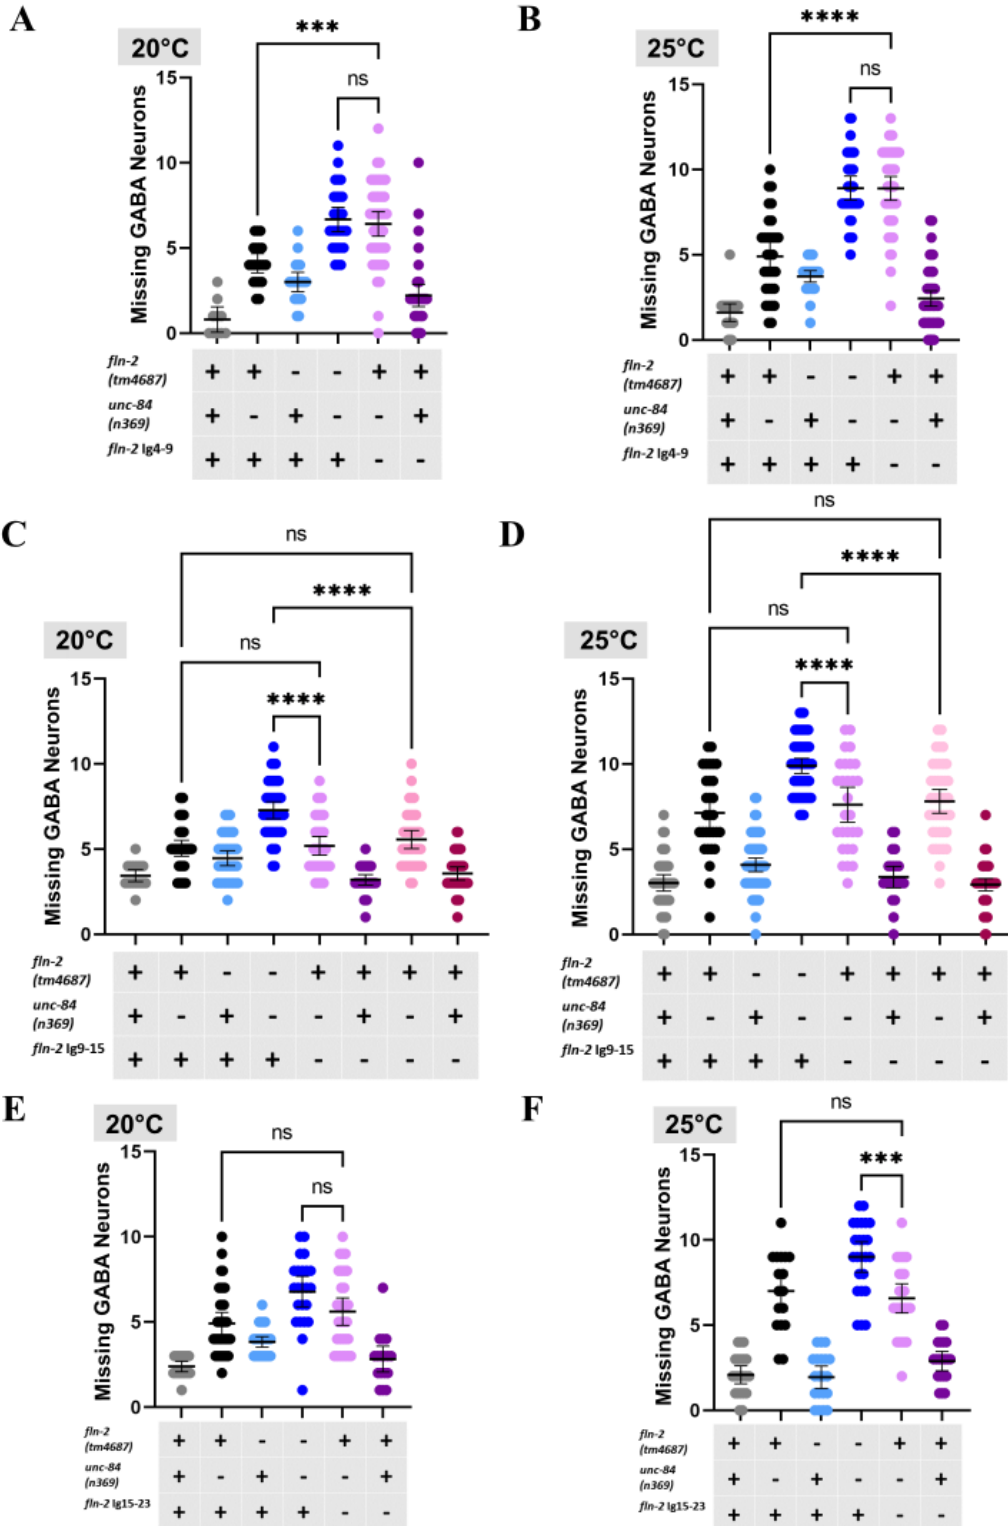 A
20°C
***
ns
15
10
5
0
Missing GABA Neurons
fln-2 (tm4687) + + - - + +
unc-84 (n369) + - + - - +
fln-2 Ig4-9 + + + + - -
B
25°C
****
ns
15
10
5
0
Missing GABA Neurons
fln-2 (tm4687) + + - - + +
unc-84 (n369) + - + - - +
fln-2 Ig4-9 + + + + - -
C
20°C
ns
****
ns
****
15
10
5
0
Missing GABA Neurons
fln-2 (tm4687) + + - - + + + +
unc-84 (n369) + - + - - + - +
fln-2 Ig9-15 + + + + - - - -
D
25°C
ns
****
ns
****
15
10
5
0
Missing GABA Neurons
fln-2 (tm4687) + + - - + + + +
unc-84 (n369) + - + - - + - +
fln-2 Ig9-15 + + + + - - - -
E
20°C
ns
ns
15
10
5
0
Missing GABA Neurons
fln-2 (tm4687) + + - - + +
unc-84 (n369) + - + - - +
fln-2 Ig15-23 + + + + - -
F
25°C
ns
***
15
10
5
0
Missing GABA Neurons
fln-2 (tm4687) + + - - + +
unc-84 (n369) + - + - - +
fln-2 Ig15-23 + + + + - -